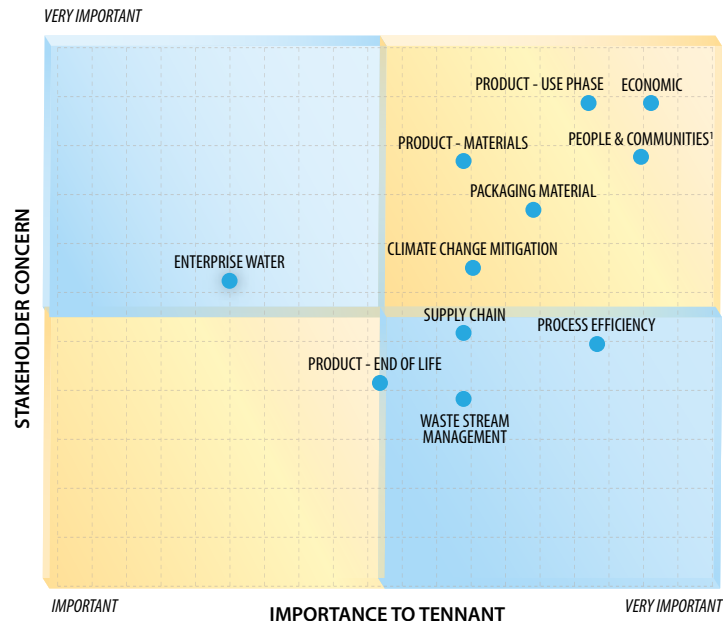 VERY IMPORTANT
PRODUCT - USE PHASE
ECONOMIC
PRODUCT - MATERIALS
PEOPLE & COMMUNITIES¹
PACKAGING MATERIAL
CLIMATE CHANGE MITIGATION
ENTERPRISE WATER
STAKEHOLDER CONCERN
SUPPLY CHAIN
PROCESS EFFICIENCY
PRODUCT - END OF LIFE
WASTE STREAM
MANAGEMENT
IMPORTANT
IMPORTANCE TO TENNANT
VERY IMPORTANT